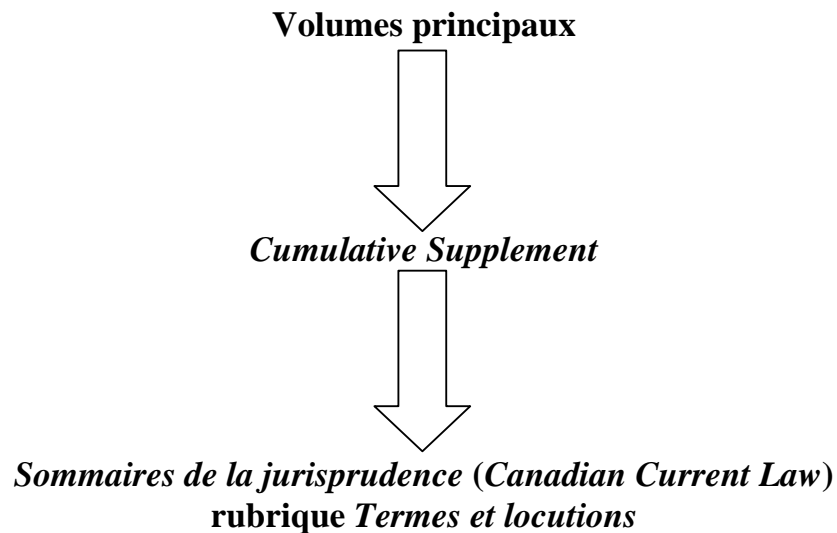 Volumes principaux
Cumulative Supplement
Sommaires de la jurisprudence (Canadian Current Law)
rubrique Termes et locutions